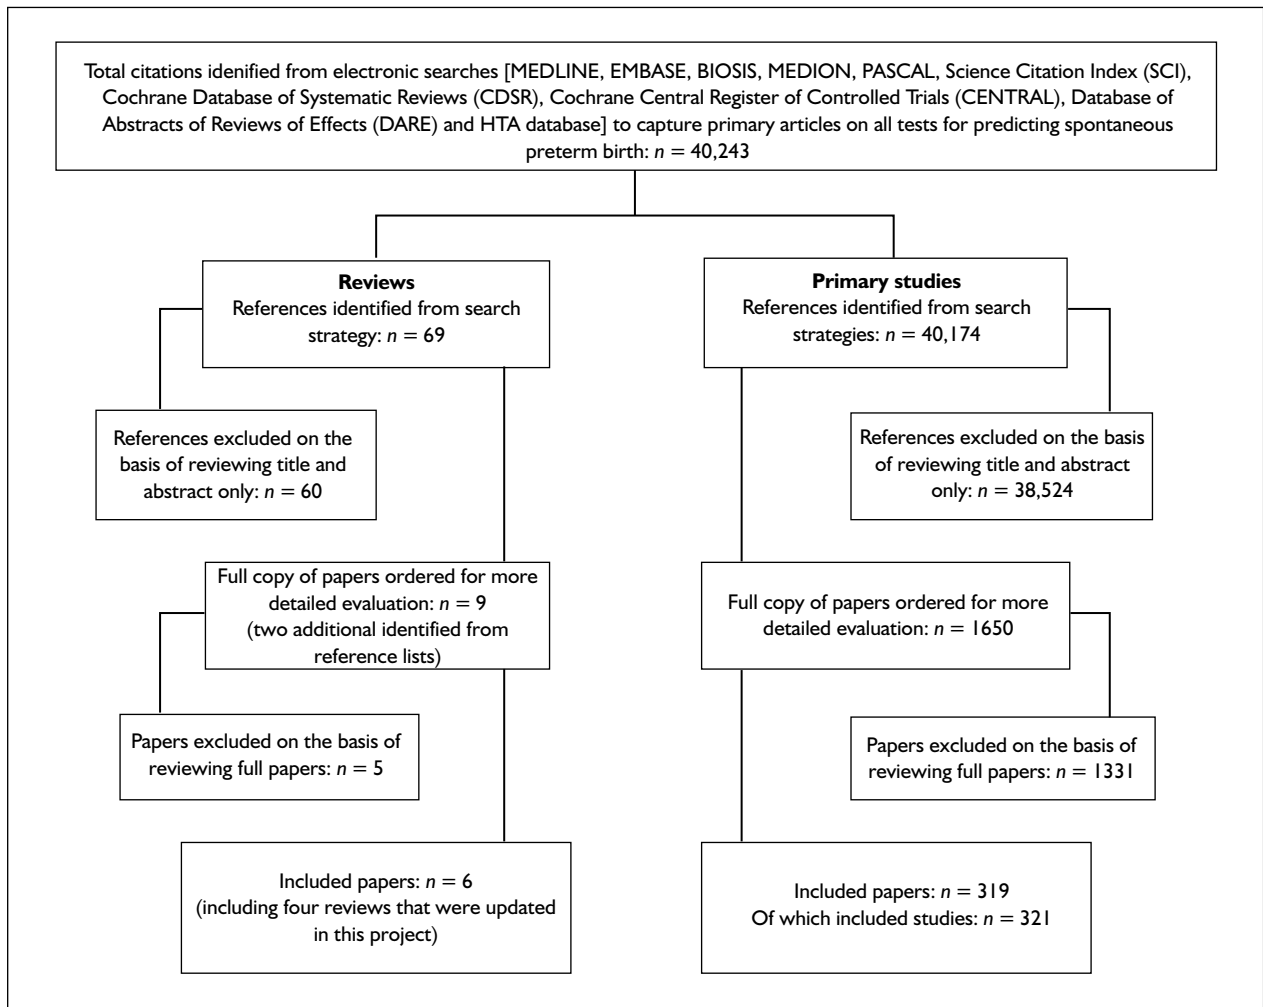 Total citations idenified from electronic searches [MEDLINE, EMBASE, BIOSIS, MEDION, PASCAL, Science Citation Index (SCI),
Cochrane Database of Systematic Reviews (CDSR), Cochrane Central Register of Controlled Trials (CENTRAL), Database of
Abstracts of Reviews of Effects (DARE) and HTA database] to capture primary articles on all tests for predicting spontaneous
preterm birth: n = 40,243
Reviews
References identified from search
strategy: n = 69
Primary studies
References identified from search
strategies: n = 40,174
References excluded on the
basis of reviewing title and
abstract only: n = 60
References excluded on the basis
of reviewing title and abstract
only: n = 38,524
Full copy of papers ordered for more
detailed evaluation: n = 9
(two additional identified from
reference lists)
Full copy of papers ordered for more
detailed evaluation: n = 1650
Papers excluded on the basis of
reviewing full papers: n = 5
Papers excluded on the basis of
reviewing full papers: n = 1331
Included papers: n = 6
(including four reviews that were updated
in this project)
Included papers: n = 319
Of which included studies: n = 321